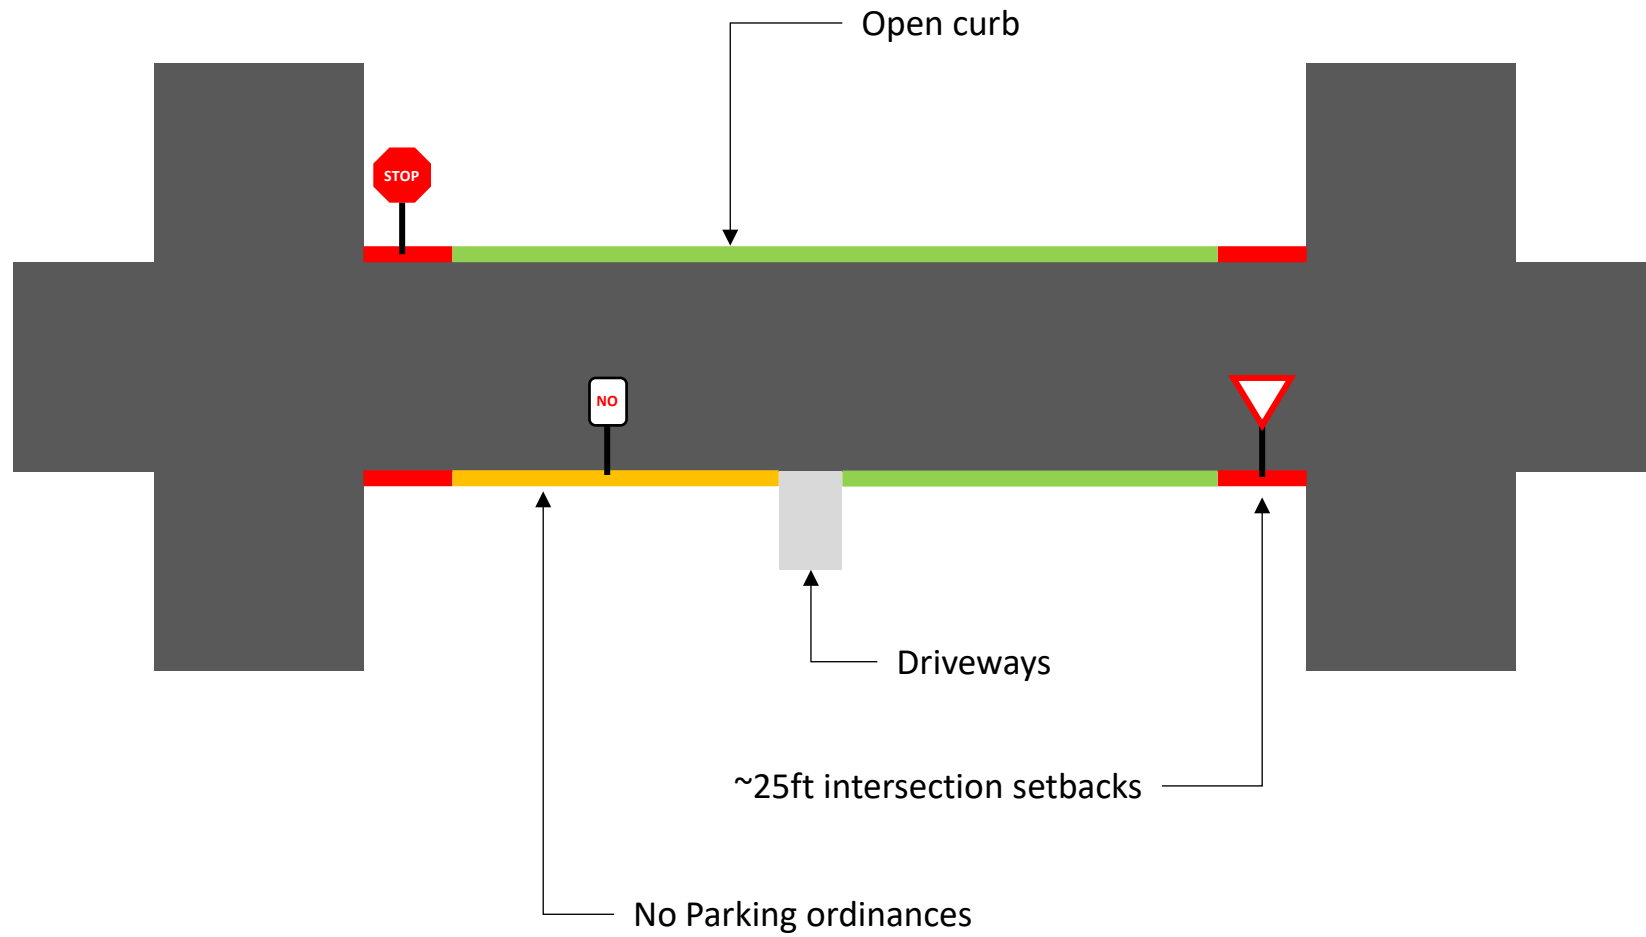 Open curb
STOP
NO
Driveways
~25ft intersection setbacks
No Parking ordinances